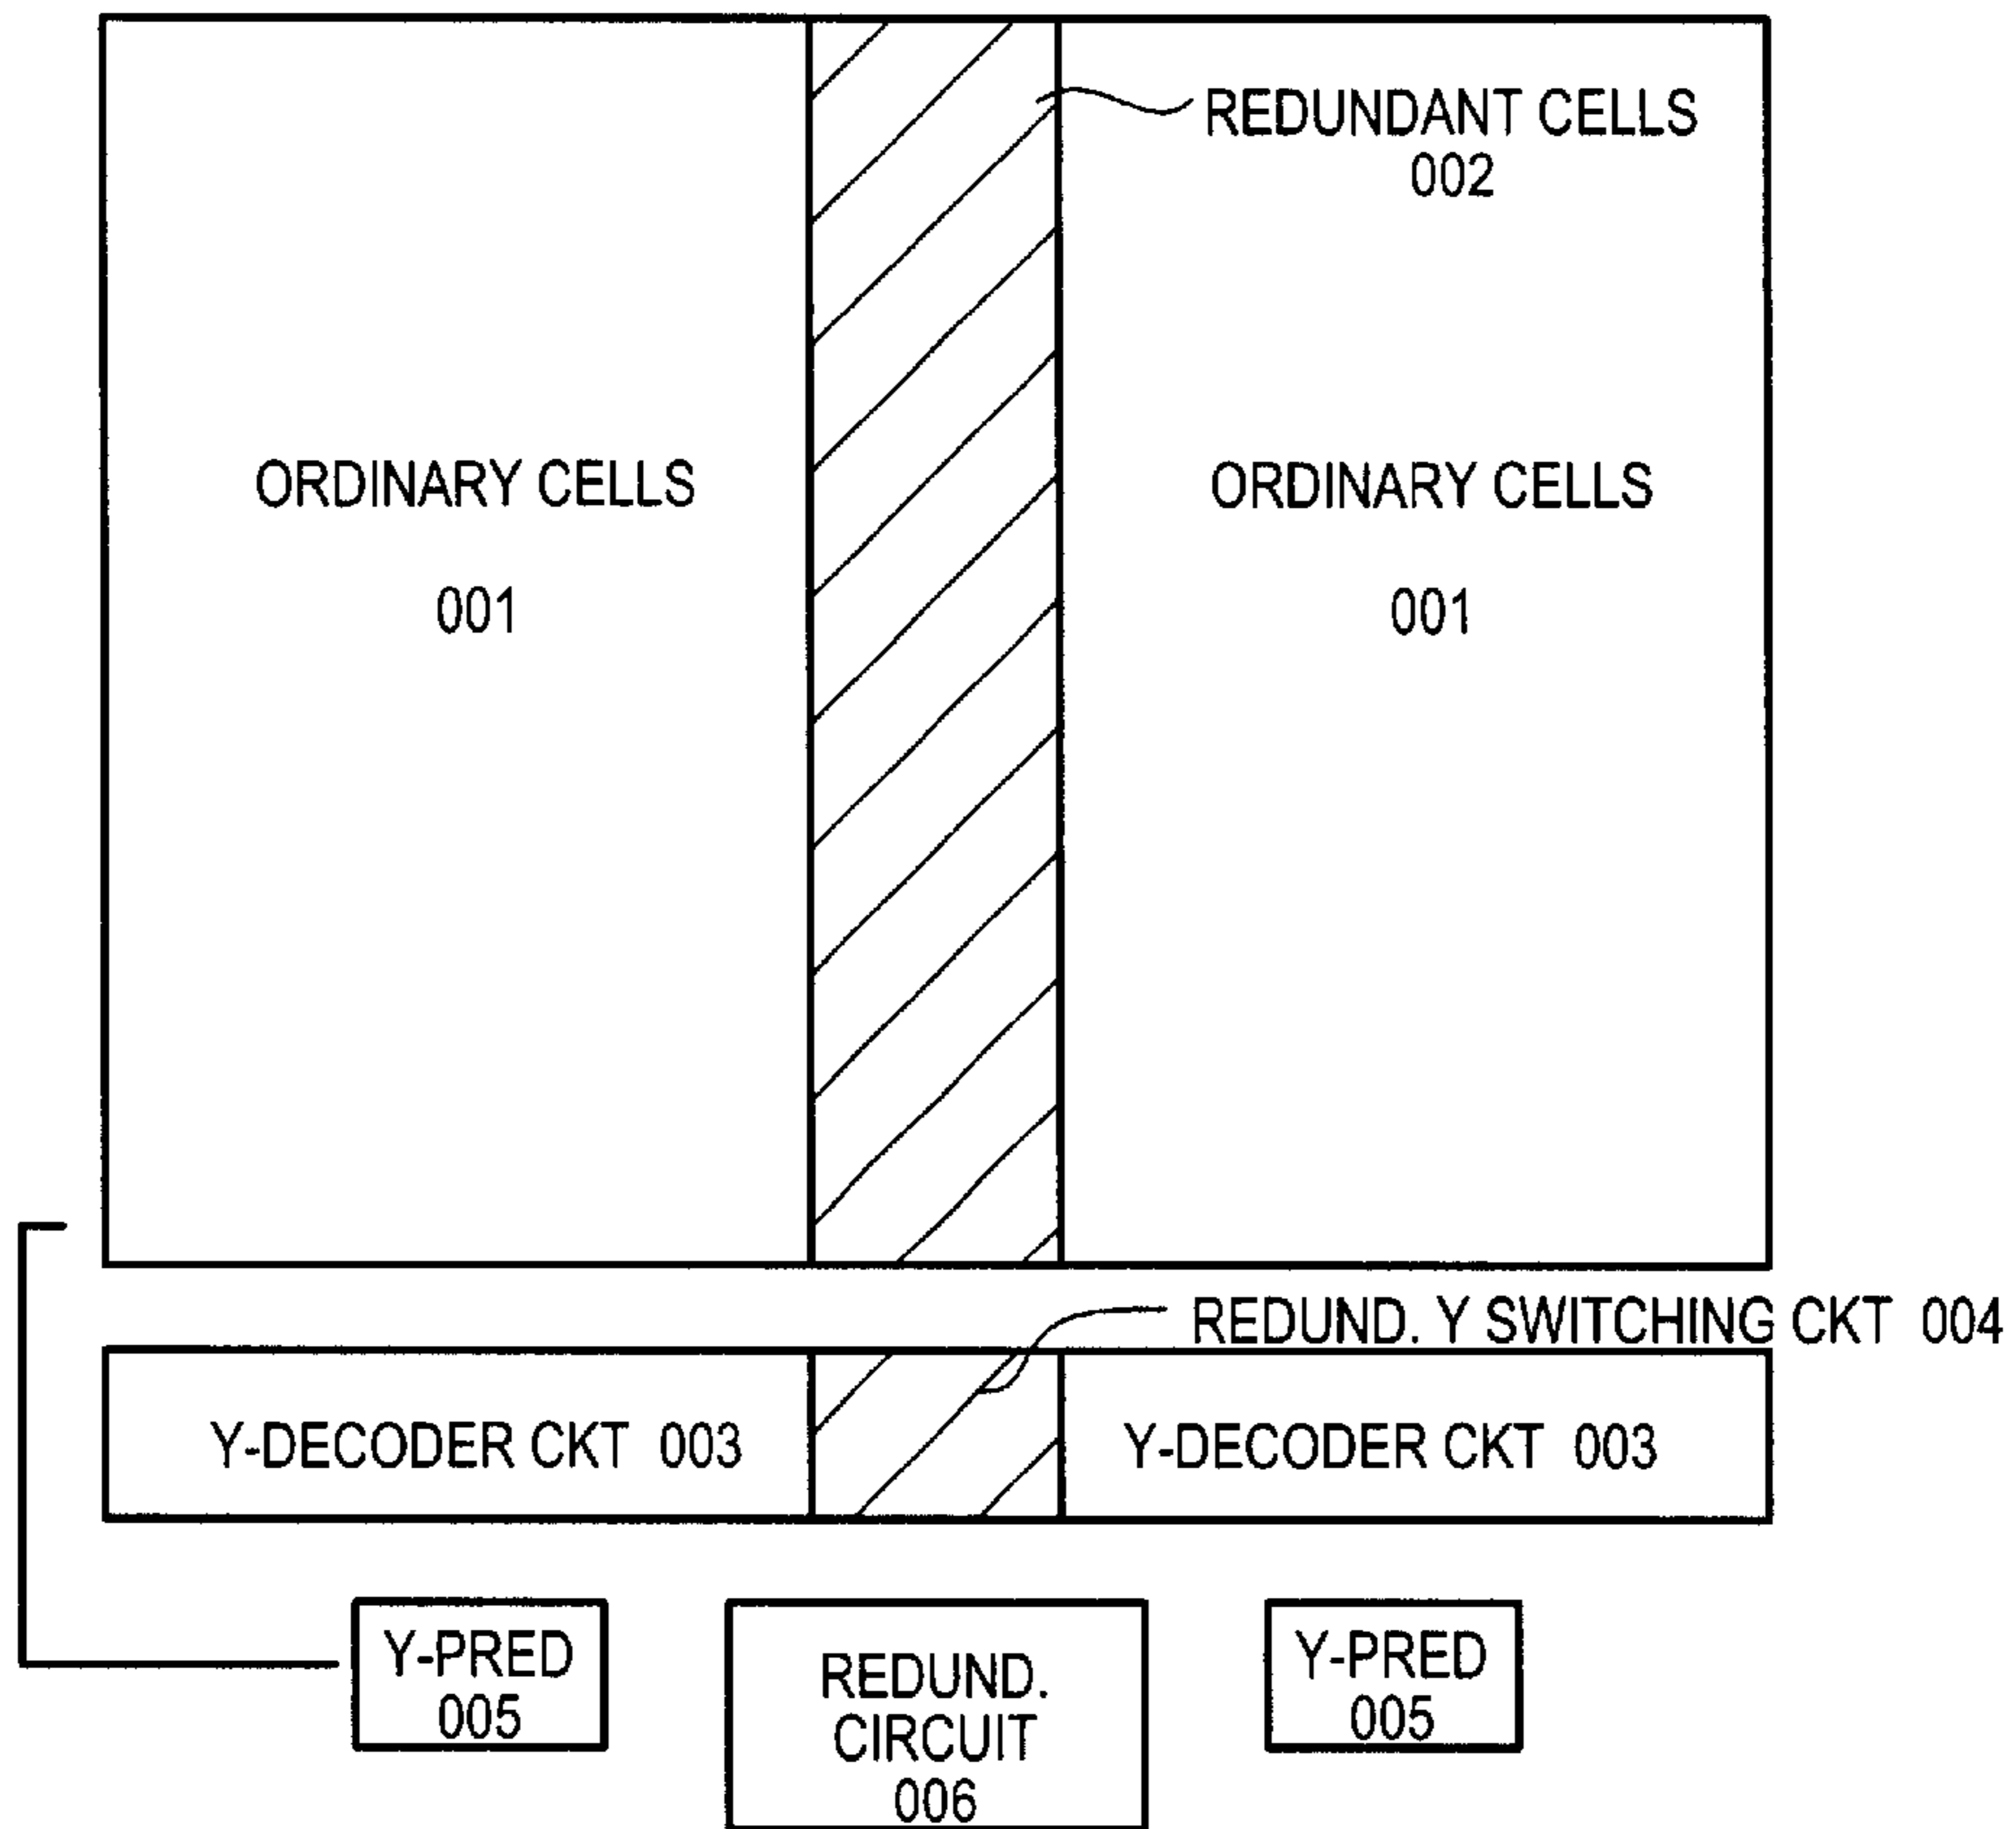 REDUNDANT CELLS
002
ORDINARY CELLS
001
ORDINARY CELLS
001
REDUND. Y SWITCHING CKT 004
Y-DECODER CKT 003
Y-DECODER CKT 003
Y-PRED
005
REDUND.
CIRCUIT
006
Y-PRED
005